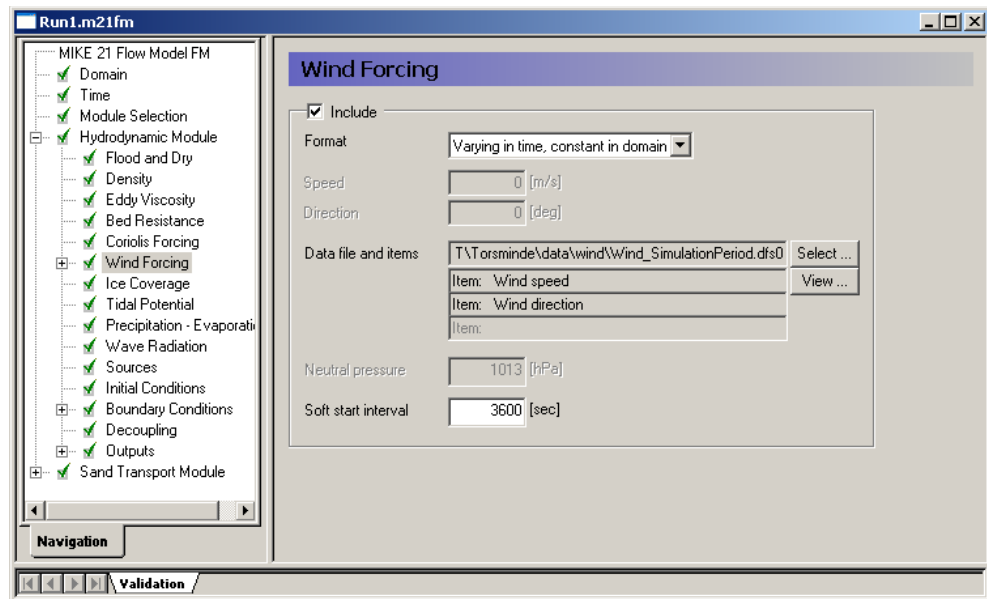 Run1.m21fm
MIKE 21 Flow Model FM
Domain
Time
Module Selection
Hydrodynamic Module
Flood and Dry
Density
Eddy Viscosity
Bed Resistance
Coriolis Forcing
Wind Forcing
Ice Coverage
Tidal Potential
Precipitation - Evaporati
Wave Radiation
Sources
Initial Conditions
Boundary Conditions
Decoupling
Outputs
Sand Transport Module
Navigation
Wind Forcing
Include
Format Varying in time, constant in domain
Speed 0 [m/s]
Direction 0 [deg]
Data file and items T\Torsminde\data\wind\Wind_SimulationPeriod.dfs0 Select ...
Item: Wind speed View ...
Item: Wind direction
Item:
Neutral pressure 1013 [hPa]
Soft start interval 3600 [sec]
Validation